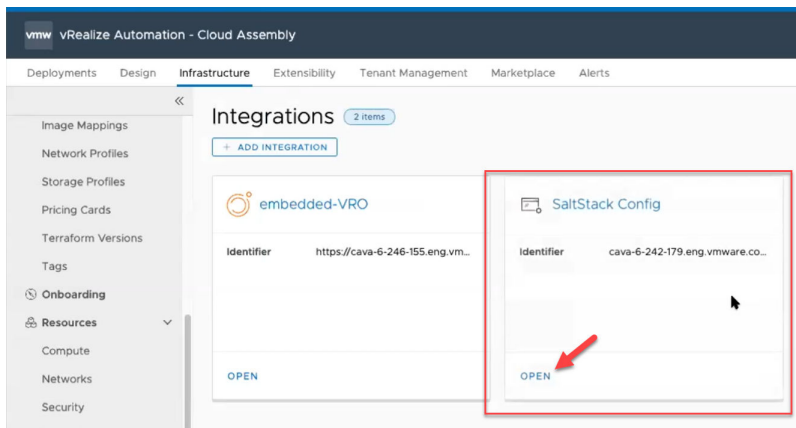 vmw vRealize Automation - Cloud Assembly
Deployments Design Infrastructure Extensibility Tenant Management Marketplace Alerts
Image Mappings
Network Profiles
Storage Profiles
Pricing Cards
Terraform Versions
Tags
Onboarding
Resources
Compute
Networks
Security
Integrations 2 items
+ ADD INTEGRATION
embedded-VRO
Identifier https://cava-6-246-155.eng.vm...
OPEN
SaltStack Config
Identifier cava-6-242-179.eng.vmware.co...
OPEN